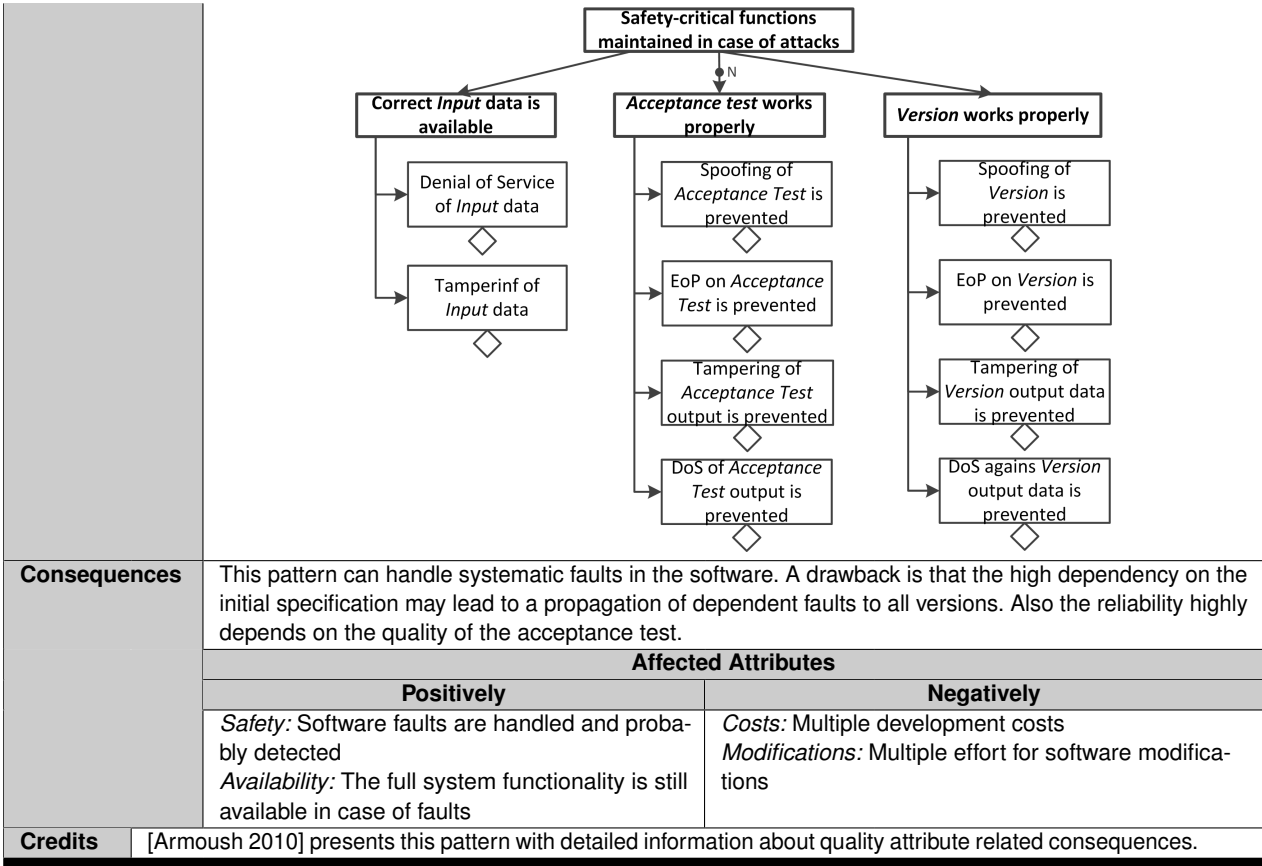 Safety-critical functions
maintained in case of attacks
N
Correct Input data is
available
Acceptance test works
properly
Version works properly
Denial of Service
of Input data
Tamperinf of
Input data
Spoofing of
Acceptance Test is
prevented
EoP on Acceptance
Test is prevented
Tampering of
Acceptance Test
output is prevented
DoS of Acceptance
Test output is
prevented
Spoofing of
Version is
prevented
EoP on Version is
prevented
Tampering of
Version output data
is prevented
DoS agains Version
output data is
prevented
Consequences
This pattern can handle systematic faults in the software. A drawback is that the high dependency on the
initial specification may lead to a propagation of dependent faults to all versions. Also the reliability highly
depends on the quality of the acceptance test.
Affected Attributes
Positively
Negatively
Safety: Software faults are handled and proba-
bly detected
Availability: The full system functionality is still
available in case of faults
Costs: Multiple development costs
Modifications: Multiple effort for software modifica-
tions
Credits
[Armoush 2010] presents this pattern with detailed information about quality attribute related consequences.